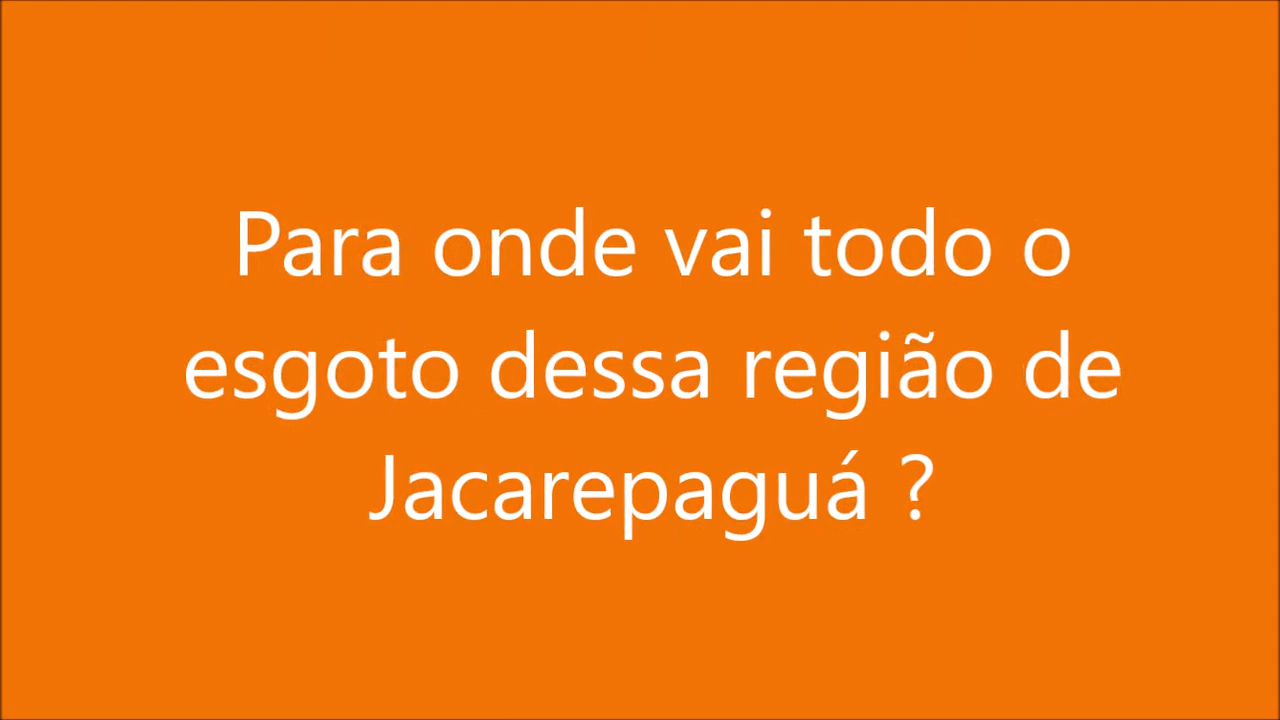 Para onde vai todo o
esgoto dessa região de
Jacarepaguá ?